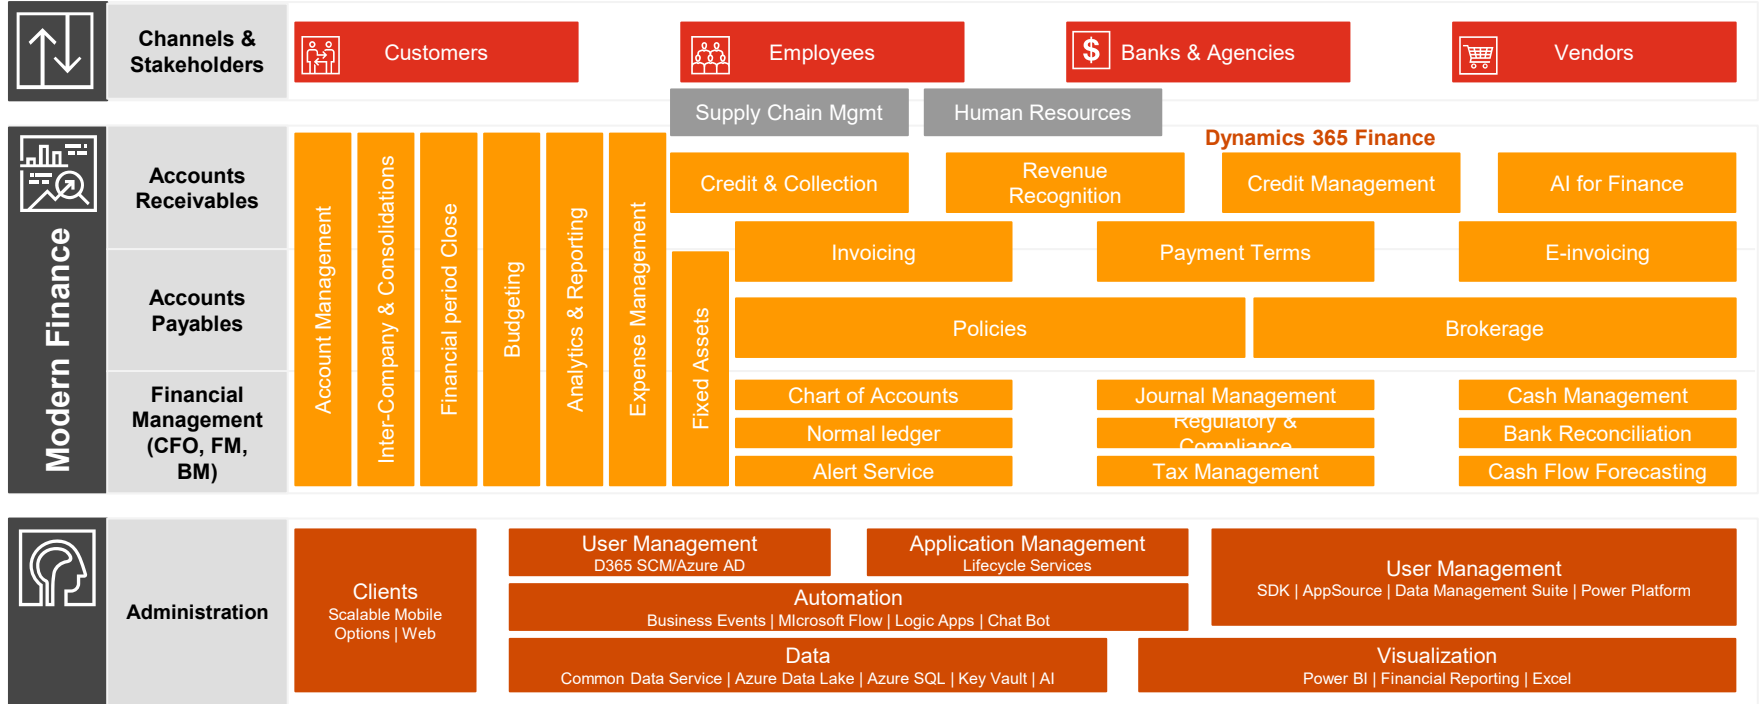 Channels &
Stakeholders
Customers
Employees
$
Banks & Agencies
Vendors
Supply Chain Mgmt
Human Resources
Dynamics 365 Finance
Modern Finance
Accounts
Receivables
Accounts
Payables
Financial
Management
(CFO, FM,
BM)
Account Management
Inter-Company & Consolidations
Financial period Close
Budgeting
Analytics & Reporting
Expense Management
Fixed Assets
Credit & Collection
Revenue
Recognition
Credit Management
AI for Finance
Invoicing
Payment Terms
E-invoicing
Policies
Brokerage
Chart of Accounts
Journal Management
Cash Management
Normal ledger
Regulatory &
Compliance
Bank Reconciliation
Alert Service
Tax Management
Cash Flow Forecasting
Administration
Clients
Scalable Mobile
Options | Web
User Management
D365 SCM/Azure AD
Application Management
Lifecycle Services
User Management
SDK | AppSource | Data Management Suite | Power Platform
Automation
Business Events | MIcrosoft Flow | Logic Apps | Chat Bot
Data
Common Data Service | Azure Data Lake | Azure SQL | Key Vault | AI
Visualization
Power BI | Financial Reporting | Excel